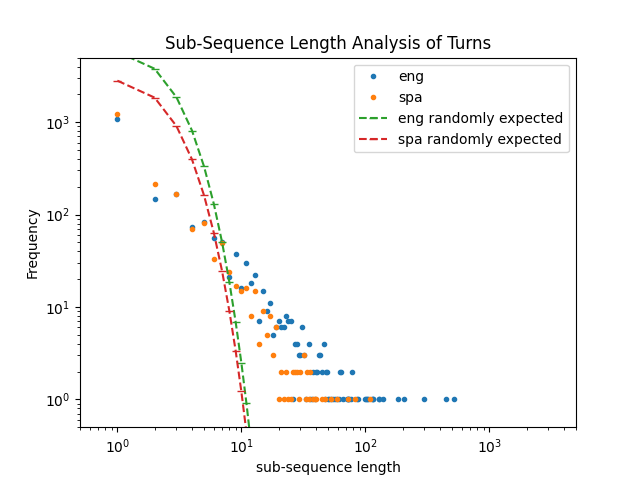 Sub-Sequence Length Analysis of Turns
eng
spa
eng randomly expected
spa randomly expected
Frequency
10³
10²
10¹
10⁰
10⁰ 10¹ 10² 10³
sub-sequence length